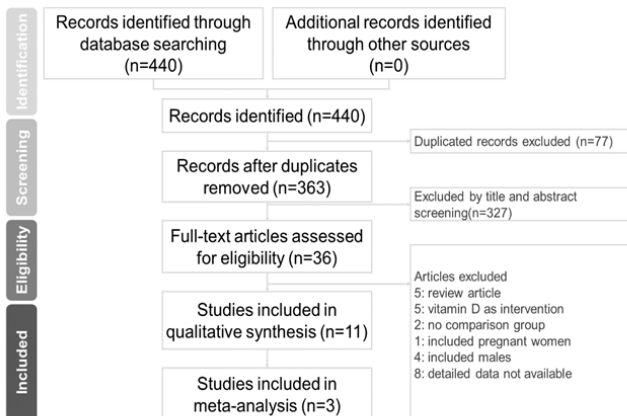 Identification
Records identified through
database searching
(n=440)
Additional records identified
through other sources
(n=0)
Records identified (n=440)
Duplicated records excluded (n=77)
Screening
Records after duplicates
removed (n=363)
Excluded by title and abstract
screening(n=327)
Eligibility
Full-text articles assessed
for eligibility (n=36)
Articles excluded
5: review article
5: vitamin D as intervention
2: no comparison group
1: included pregnant women
4: included males
8: detailed data not available
Included
Studies included in
qualitative synthesis (n=11)
Studies included in
meta-analysis (n=3)